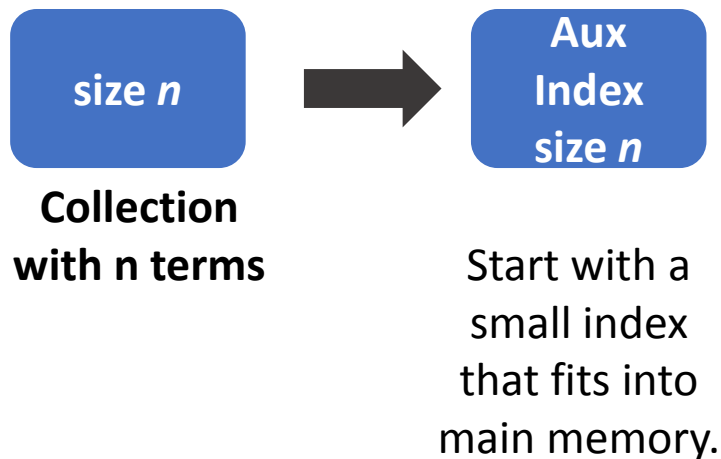 size n
Collection
with n terms
Aux
Index
size n
Start with a
small index
that fits into
main memory.